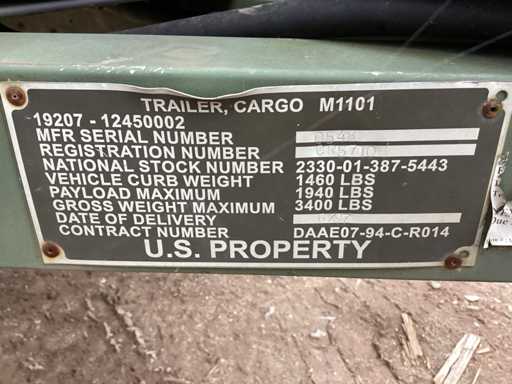 TRAILER, CARGO M1101
19207 - 12450002
MFR SERIAL NUMBER
REGISTRATION NUMBER
NATIONAL STOCK NUMBER 2330-01-387-5443
VEHICLE CURB WEIGHT 1460 LBS
PAYLOAD MAXIMUM 1940 LBS
GROSS WEIGHT MAXIMUM 3400 LBS
DATE OF DELIVERY
CONTRACT NUMBER DAAE07-94-C-R014
U.S. PROPERTY